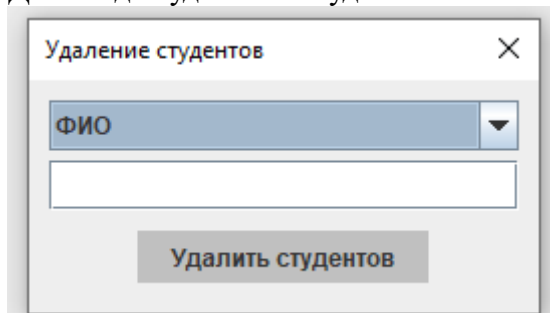 Удаление студентов
ФИО
Удалить студентов